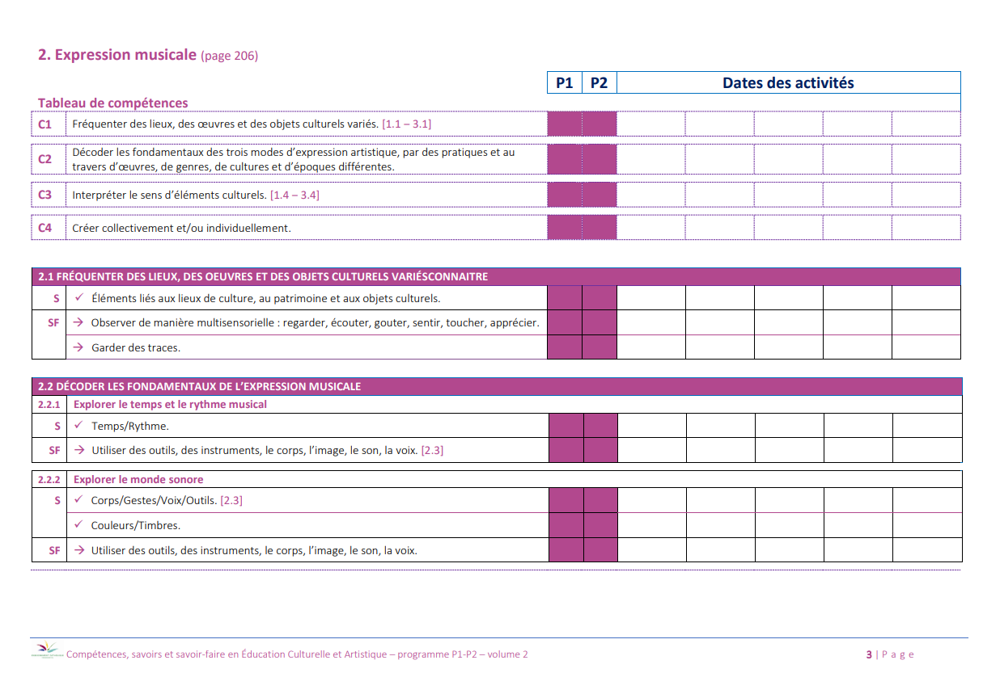 2. Expression musicale (page 206)
P1 P2 Dates des activités
Tableau de compétences
C1 Fréquenter des lieux, des œuvres et des objets culturels variés. [1.1 – 3.1]
C2 Décoder les fondamentaux des trois modes d’expression artistique, par des pratiques et au
travers d’œuvres, de genres, de cultures et d’époques différentes.
C3 Interpréter le sens d’éléments culturels. [1.4 – 3.4]
C4 Créer collectivement et/ou individuellement.
2.1 FRÉQUENTER DES LIEUX, DES OEUVRES ET DES OBJETS CULTURELS VARIÉSCONNAITRE
S ✓ Éléments liés aux lieux de culture, au patrimoine et aux objets culturels.
SF → Observer de manière multisensorielle : regarder, écouter, gouter, sentir, toucher, apprécier.
→ Garder des traces.
2.2 DÉCODER LES FONDAMENTAUX DE L’EXPRESSION MUSICALE
2.2.1 Explorer le temps et le rythme musical
S ✓ Temps/Rythme.
SF → Utiliser des outils, des instruments, le corps, l’image, le son, la voix. [2.3]
2.2.2 Explorer le monde sonore
S ✓ Corps/Gestes/Voix/Outils. [2.3]
✓ Couleurs/Timbres.
SF → Utiliser des outils, des instruments, le corps, l’image, le son, la voix.
Compétences, savoirs et savoir-faire en Éducation Culturelle et Artistique – programme P1-P2 – volume 2
3 | P a g e